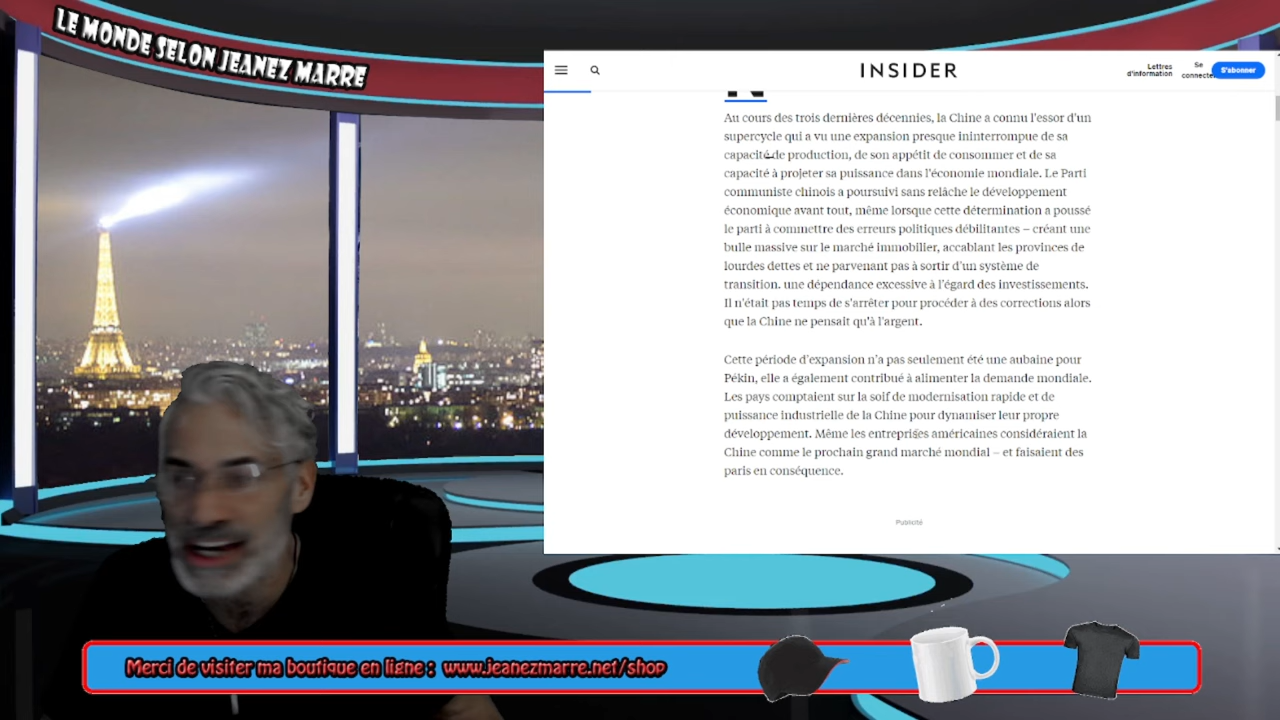 LE MONDE SELON JEANEZ MARRE
INSIDER
Lettres
d'information
Se
connecter
S'abonner
Au cours des trois dernières décennies, la Chine a connu l'essor d'un
supercycle qui a vu une expansion presque ininterrompue de sa
capacité de production, de son appétit de consommer et de sa
capacité à projeter sa puissance dans l'économie mondiale. Le Parti
communiste chinois a poursuivi sans relâche le développement
économique avant tout, même lorsque cette détermination a poussé
le parti à commettre des erreurs politiques débilitantes – créant une
bulle massive sur le marché immobilier, accablant les provinces de
lourdes dettes et ne parvenant pas à sortir d'un système de
transition. une dépendance excessive à l'égard des investissements.
Il n'était pas temps de s'arrêter pour procéder à des corrections alors
que la Chine ne pensait qu'à l'argent.
Cette période d'expansion n'a pas seulement été une aubaine pour
Pékin, elle a également contribué à alimenter la demande mondiale.
Les pays comptaient sur la soif de modernisation rapide et de
puissance industrielle de la Chine pour dynamiser leur propre
développement. Même les entreprises américaines considéraient la
Chine comme le prochain grand marché mondial – et faisaient des
paris en conséquence.
Publicité
Merci de visiter ma boutique en ligne : www.jeanezmarre.net/shop